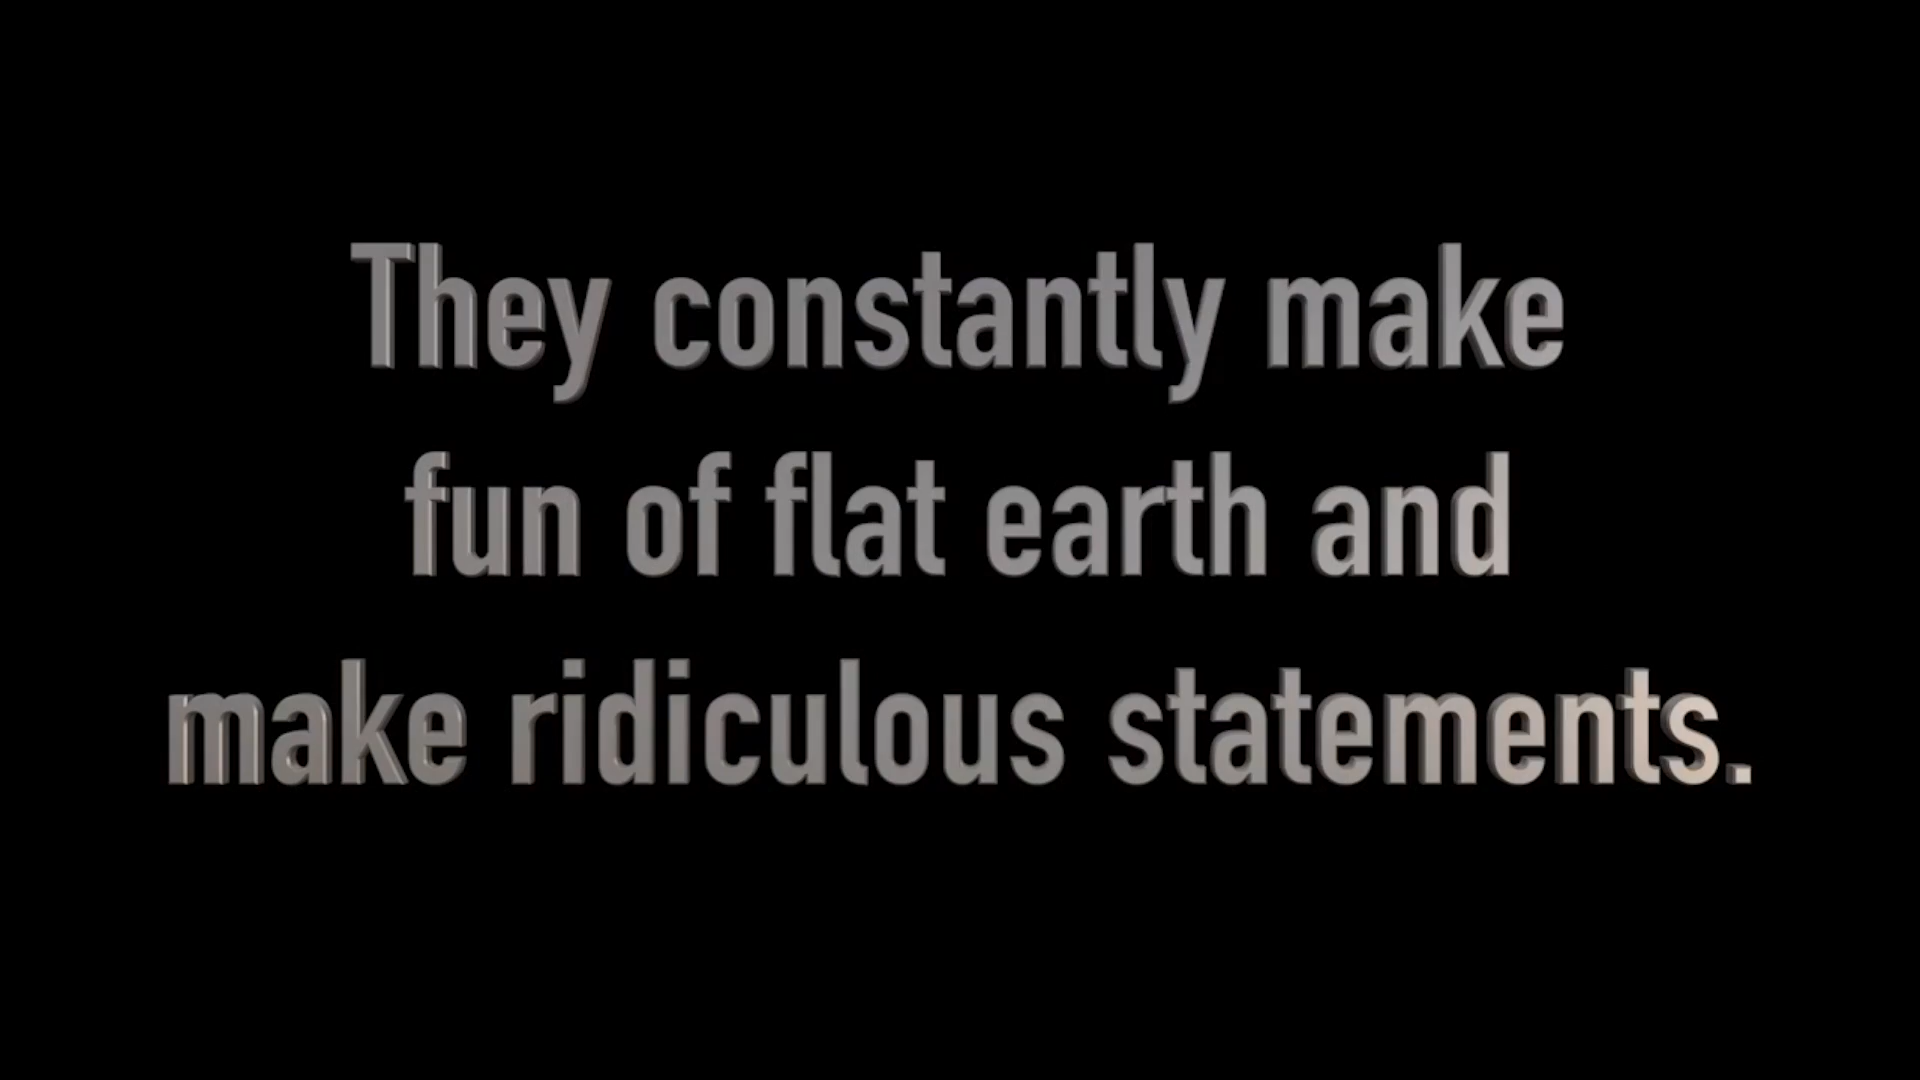 They constantly make
fun of flat earth and
make ridiculous statements.